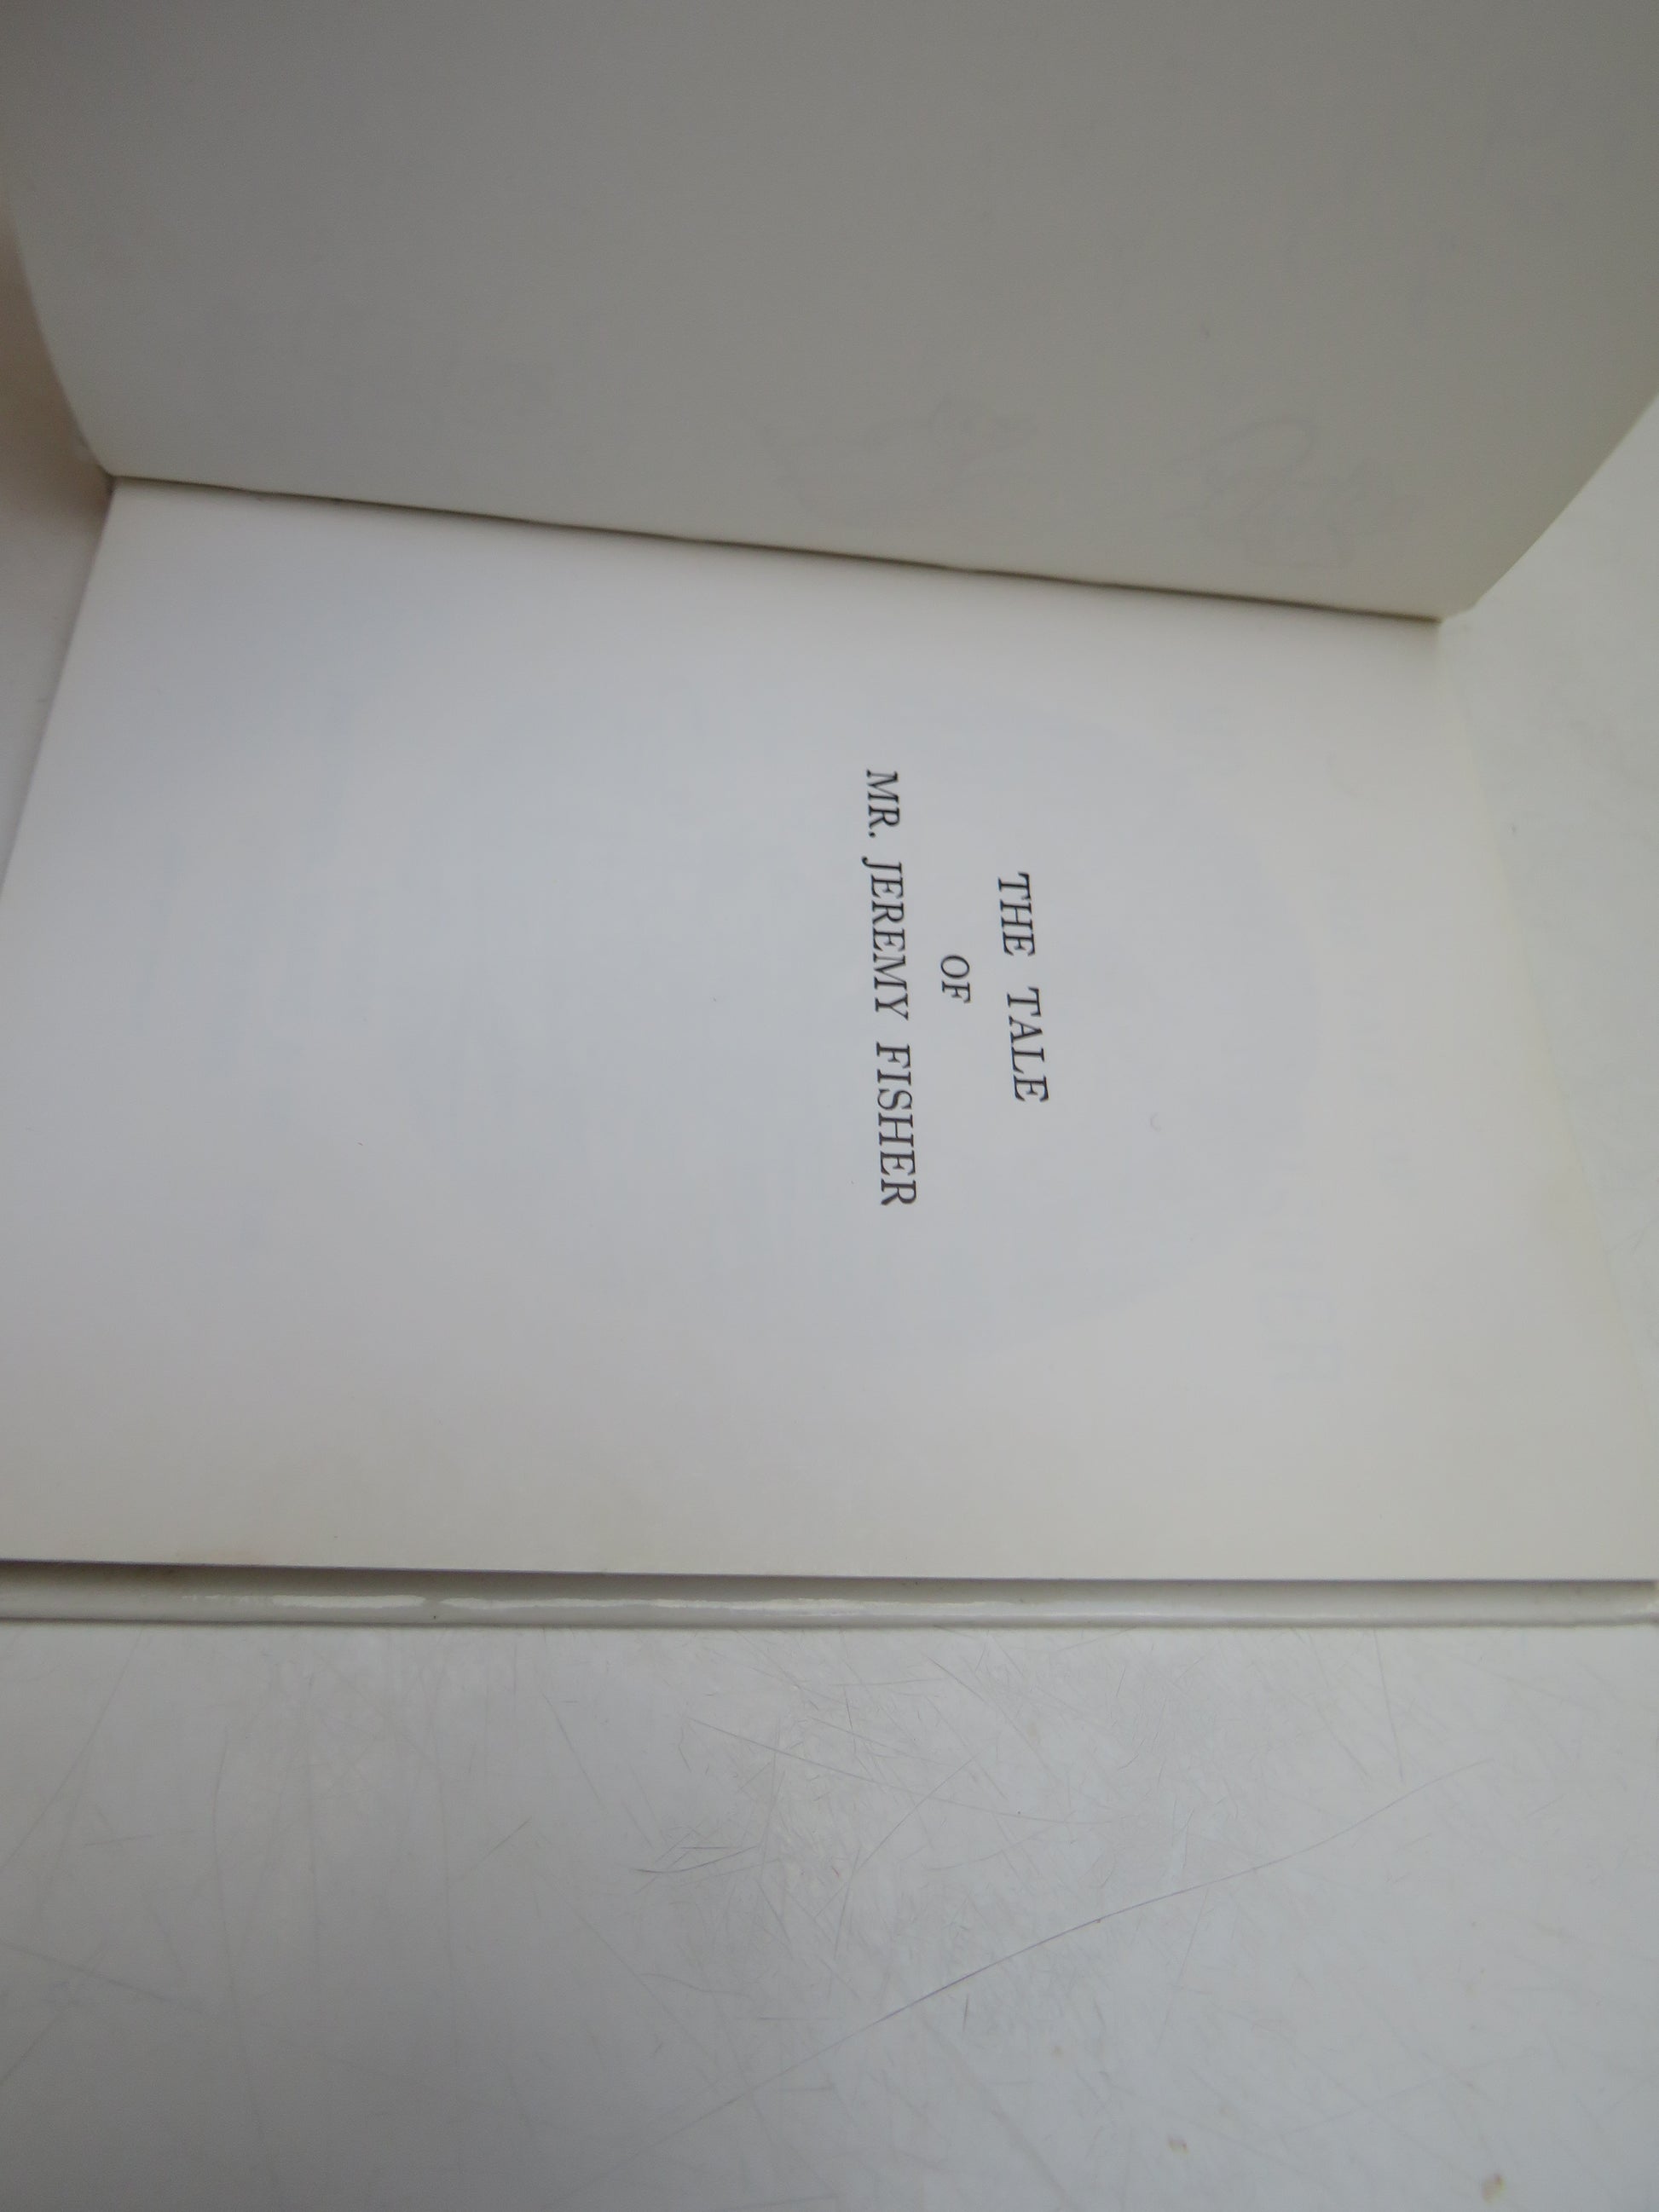 THE TALE
OF
MR. JEREMY FISHER